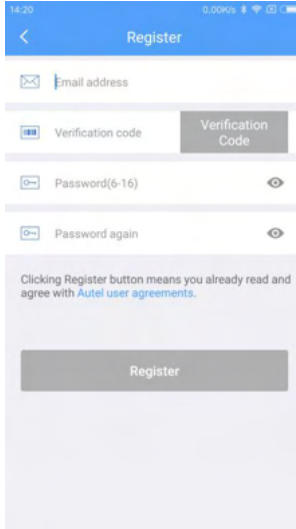 14:20
0.00K/s
Register
Email address
Verification code
Verification
Code
Password(6-16)
Password again
Clicking Register button means you already read and
agree with Autel user agreements.
Register